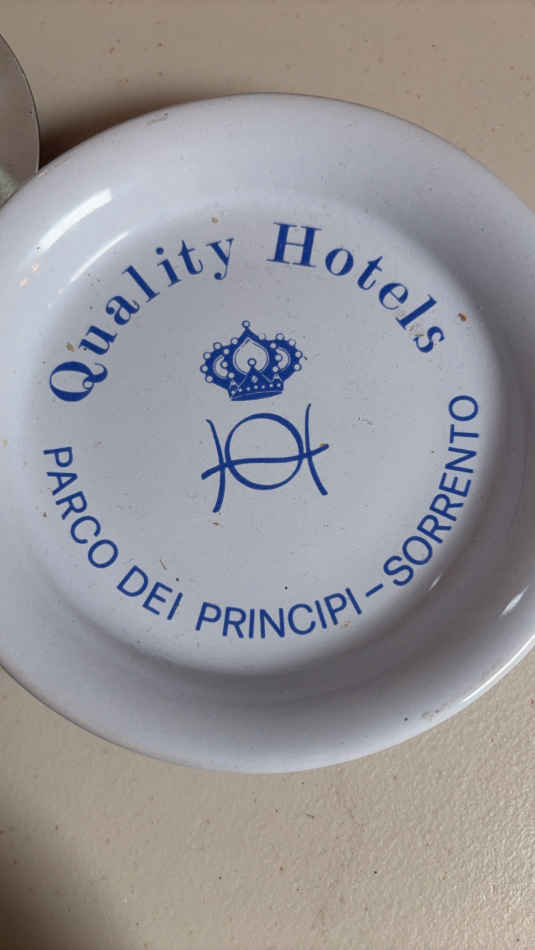 Quality Hotels
PARCO DEI PRINCIPI – SORRENTO